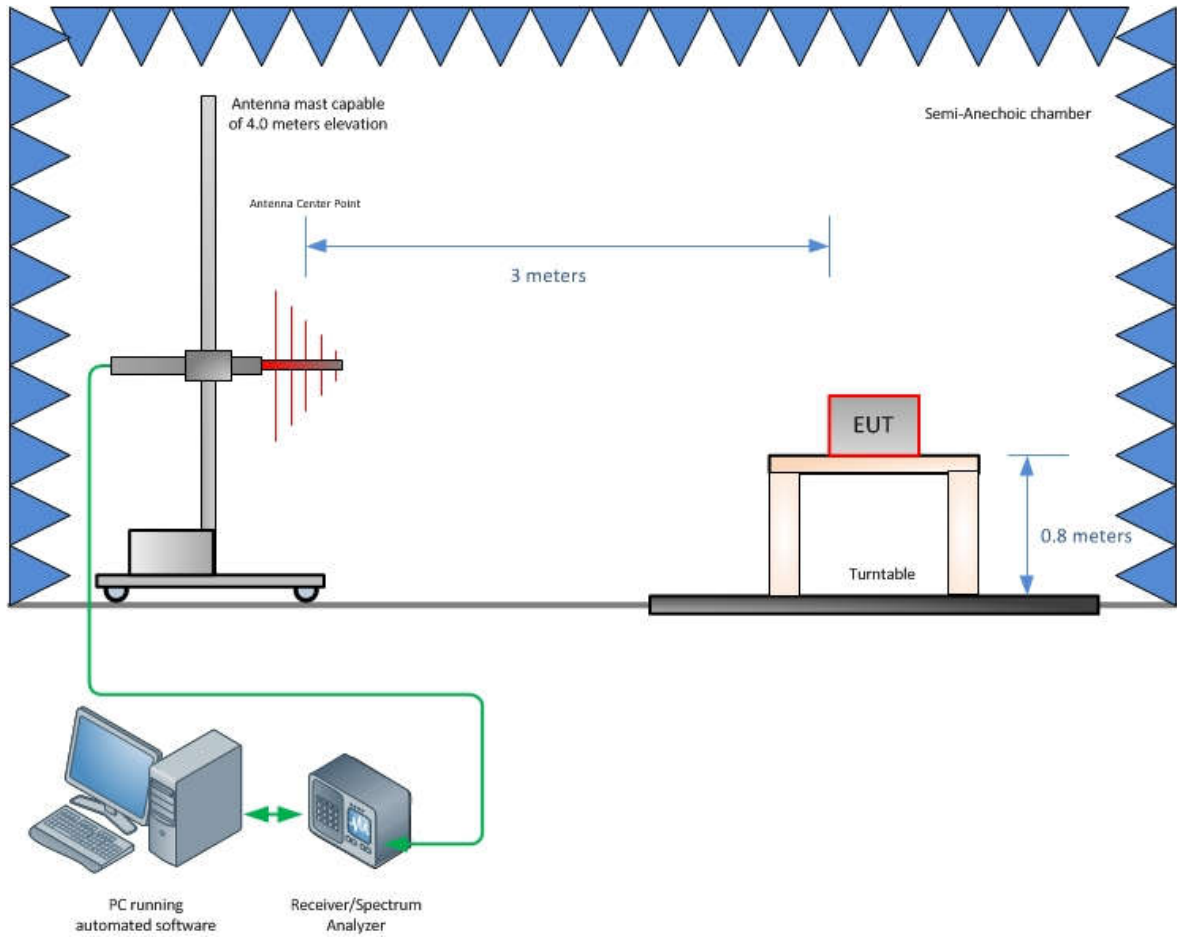 Antenna mast capable
of 4.0 meters elevation
Semi-Anechoic chamber
Antenna Center Point
3 meters
EUT
0.8 meters
Turntable
PC running
automated software
Receiver/Spectrum
Analyzer